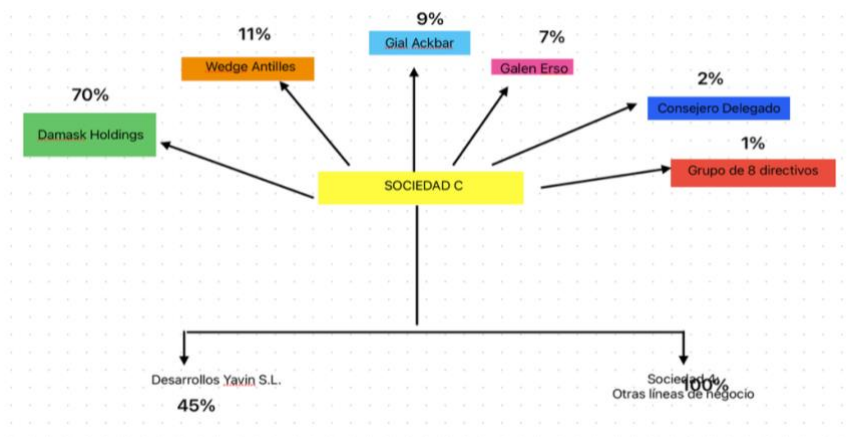 9%
11%
7%
Gial Ackbar
Wedge Antilles
Galen Erso
2%
70%
Consejero Delegado
Damask Holdings
1%
Grupo de 8 directivos
SOCIEDAD C
Desarrollos Yavin S.L.
45%
Sociedad
100%
Otras líneas de negocio